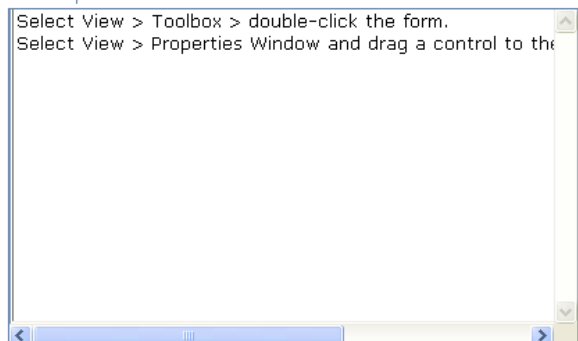 Select View > Toolbox > double-click the form.
Select View > Properties Window and drag a control to the